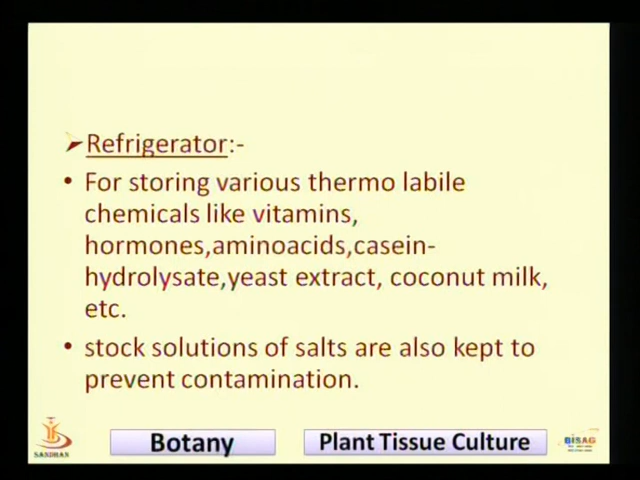 ➢Refrigerator:-
• For storing various thermo labile
chemicals like vitamins,
hormones,aminoacids,casein-
hydrolysate,yeast extract, coconut milk,
etc.
• stock solutions of salts are also kept to
prevent contamination.
SANDHAN
Botany
Plant Tissue Culture
BISAG